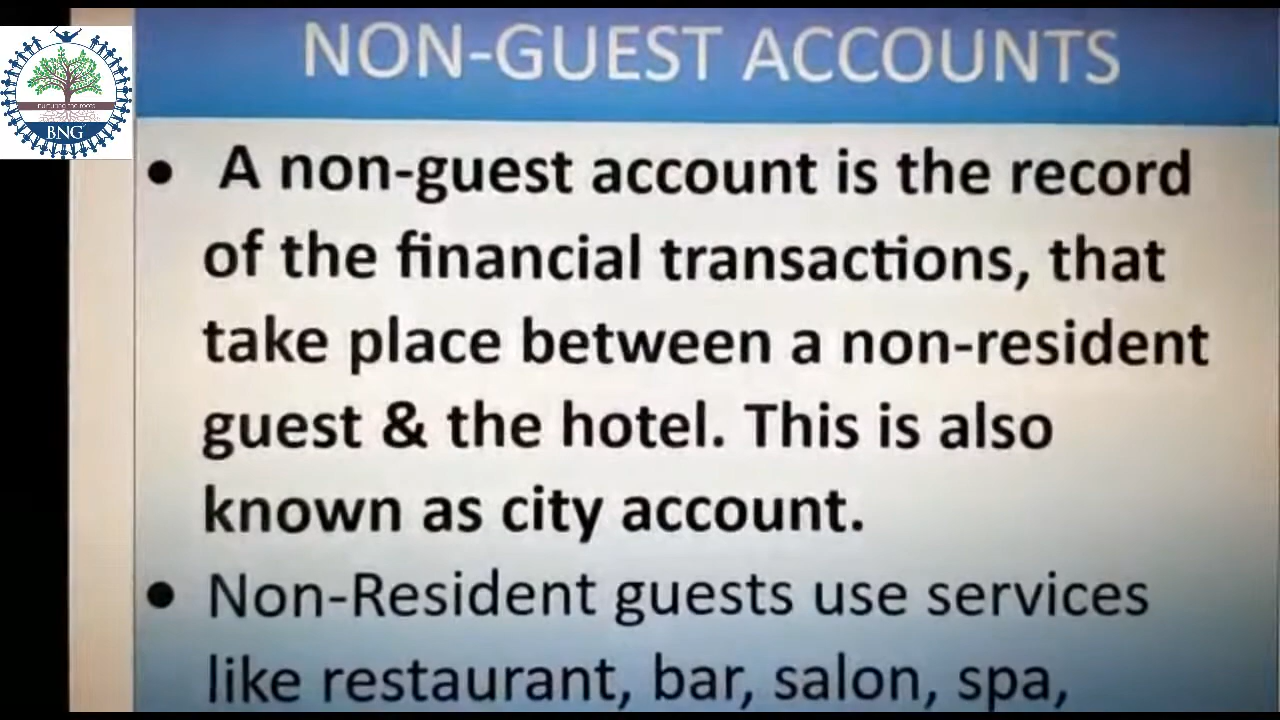 NON-GUEST ACCOUNTS
BNG
• A non-guest account is the record
of the financial transactions, that
take place between a non-resident
guest & the hotel. This is also
known as city account.
• Non-Resident guests use services
like restaurant, bar, salon, spa,